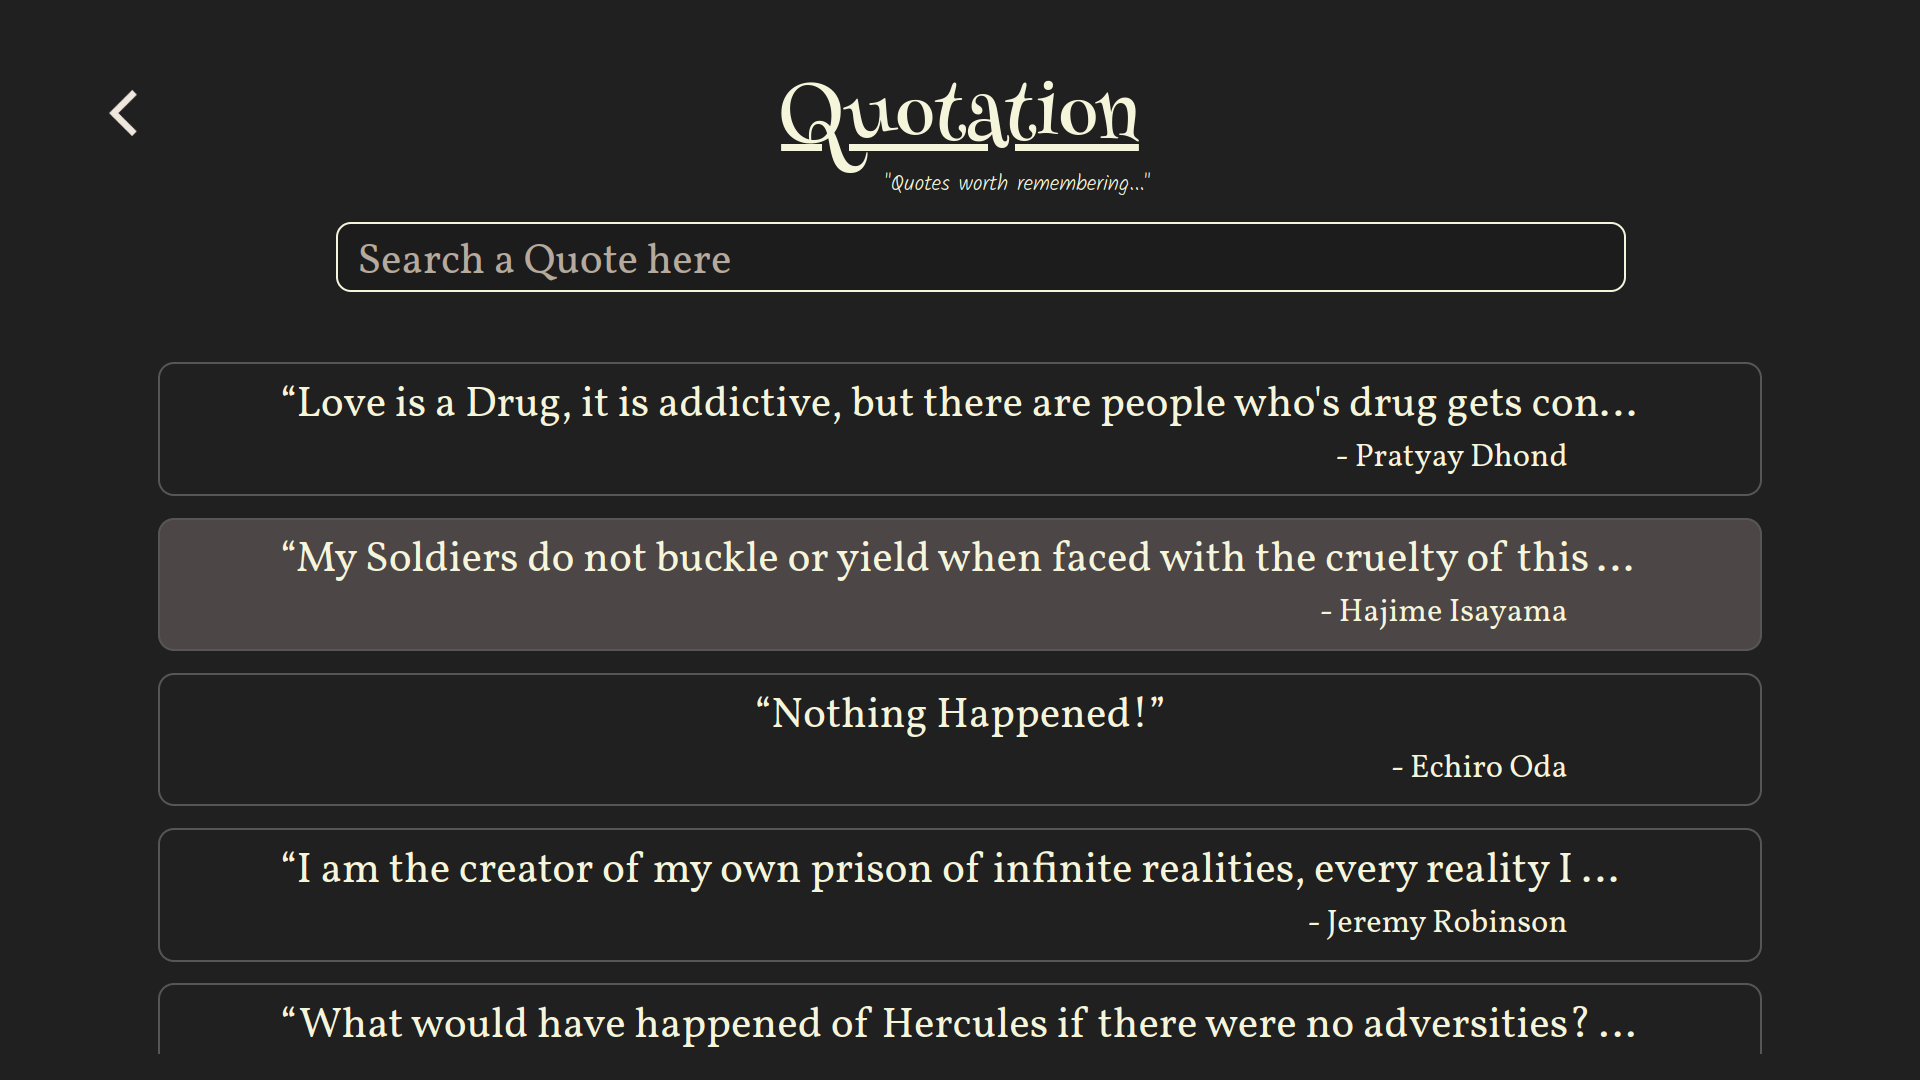 Quotation
"Quotes worth remembering..."
Search a Quote here
“Love is a Drug, it is addictive, but there are people who's drug gets con...
- Pratyay Dhond
“My Soldiers do not buckle or yield when faced with the cruelty of this ...
- Hajime Isayama
“Nothing Happened!”
- Echiro Oda
“I am the creator of my own prison of infinite realities, every reality I ...
- Jeremy Robinson
“What would have happened of Hercules if there were no adversities? ...